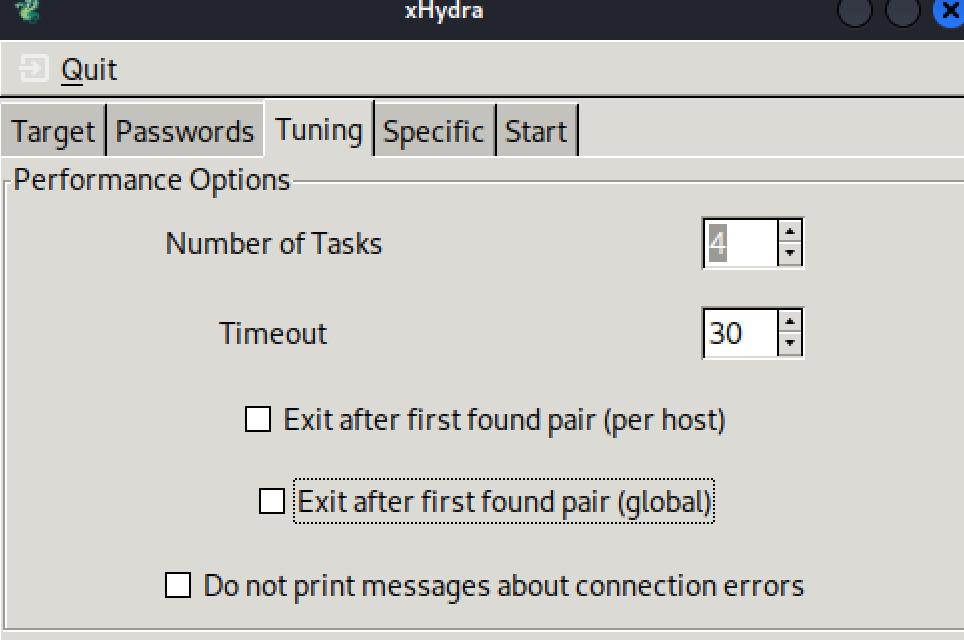 xHydra
Quit
Target Passwords Tuning Specific Start
Performance Options
Number of Tasks 4
Timeout 30
Exit after first found pair (per host)
Exit after first found pair (global)
Do not print messages about connection errors